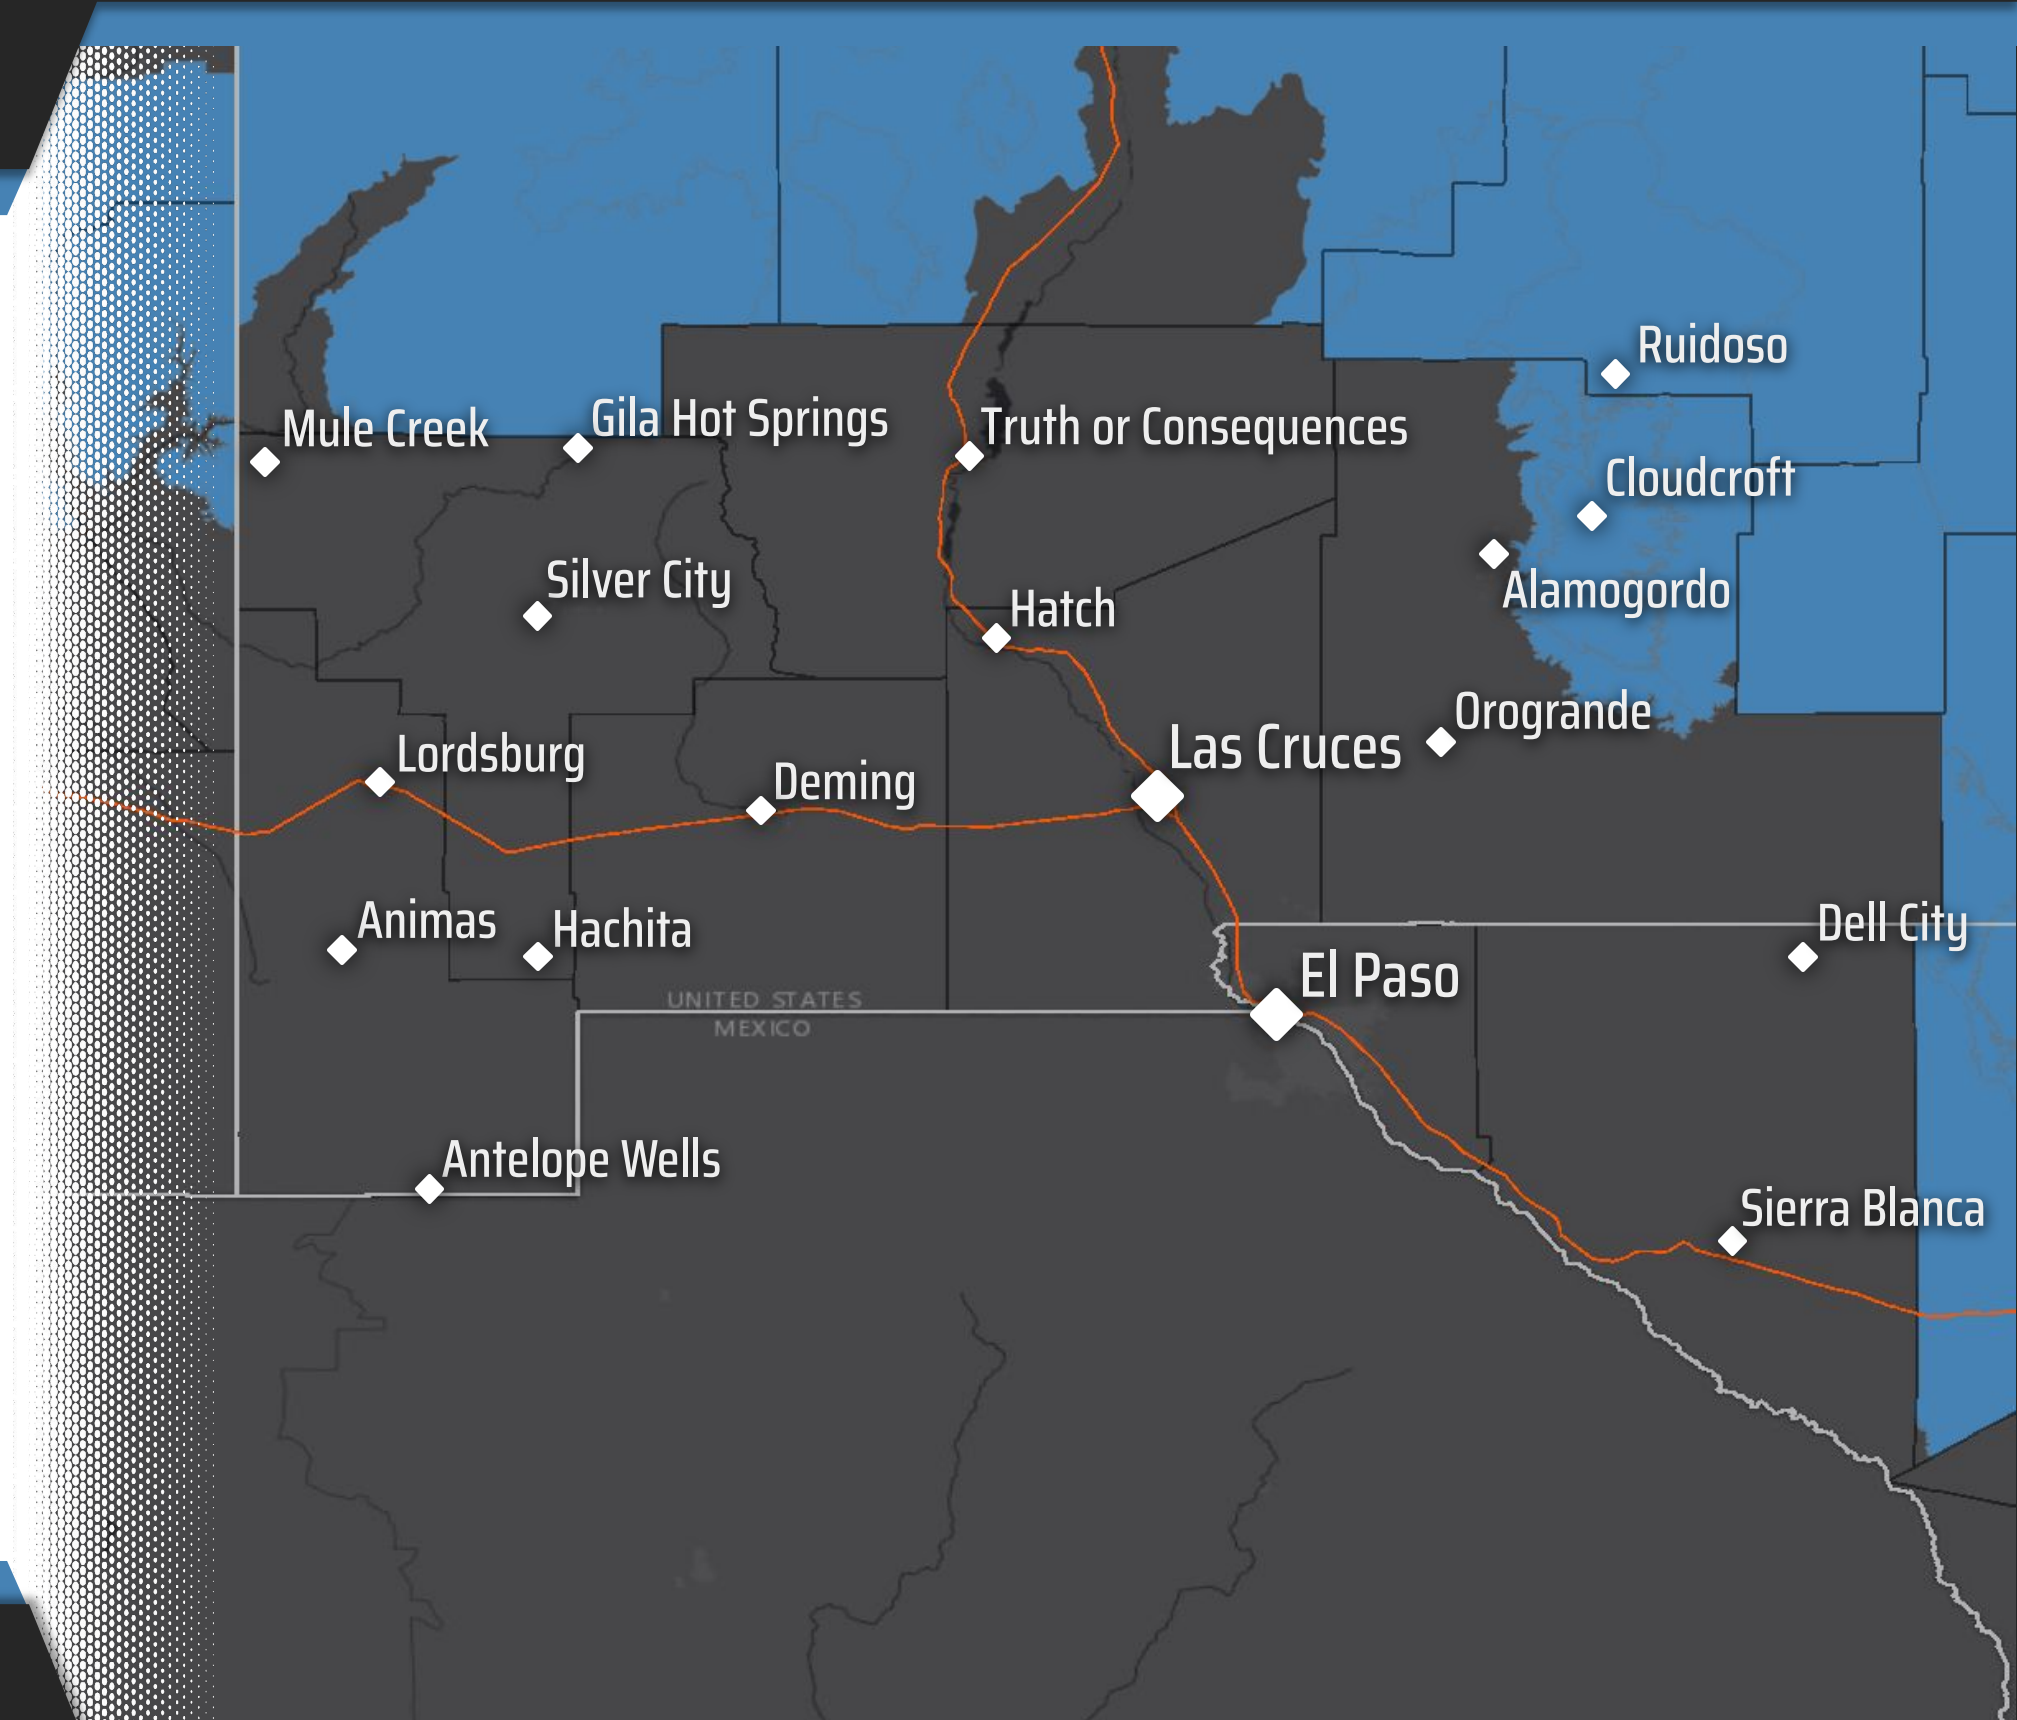 Ruidoso
Mule Creek
Gila Hot Springs
Truth or Consequences
Cloudcroft
Silver City
Hatch
Alamogordo
Orogrande
Lordsburg
Deming
Las Cruces
Animas
Hachita
Dell City
El Paso
UNITED STATES
MEXICO
Antelope Wells
Sierra Blanca